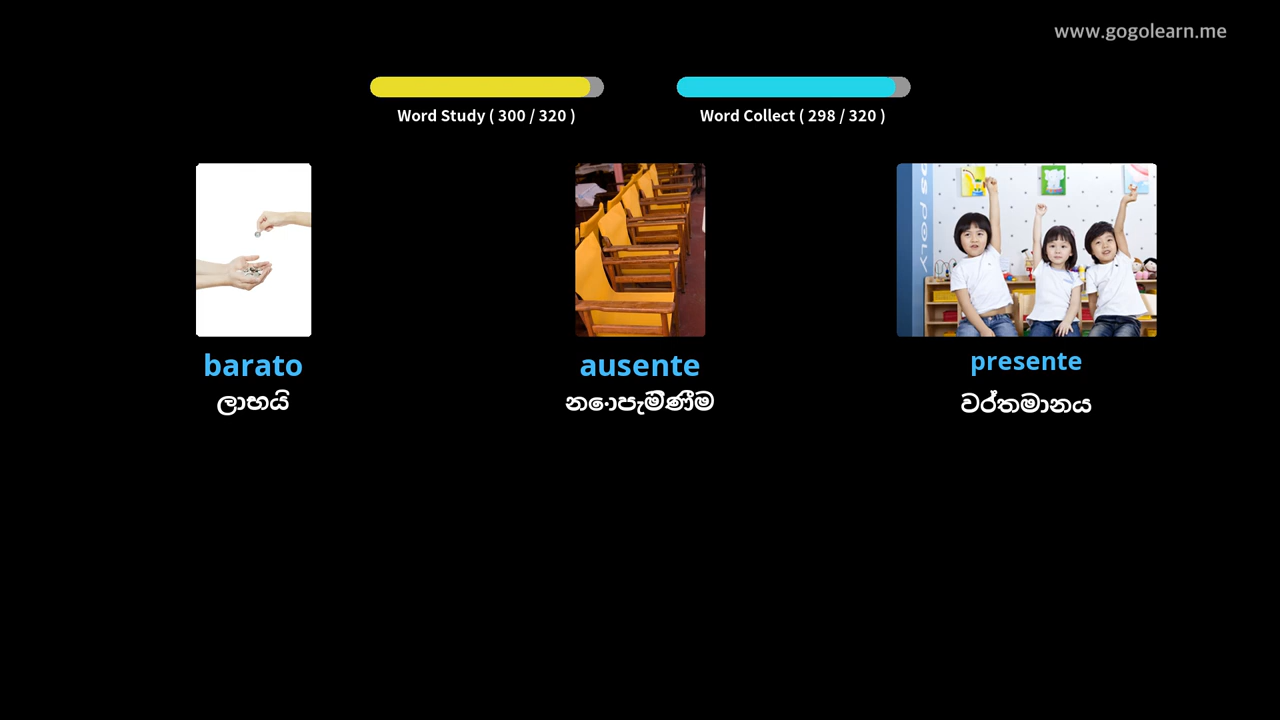 www.gogolearn.me
Word Study ( 300 / 320 )
Word Collect ( 298 / 320 )
barato
ausente
presente
ලාභයි
නොපැමිණීම
වර්තමානය